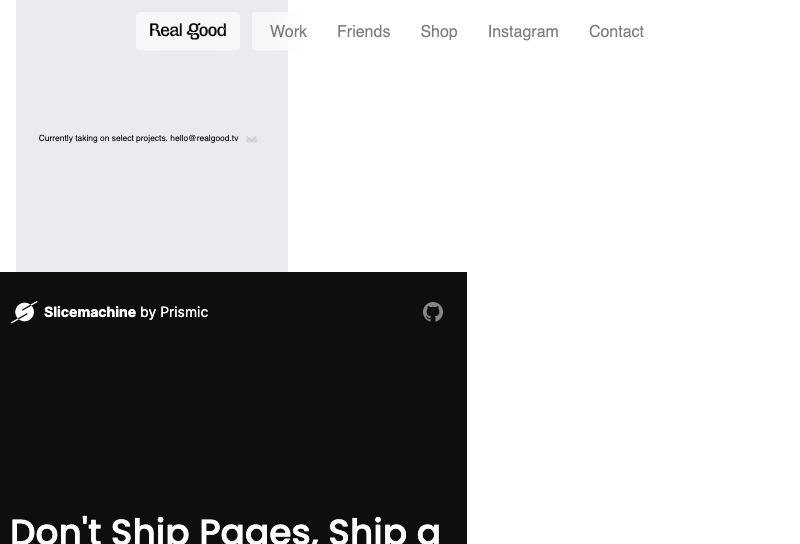 Real good Work Friends Shop Instagram Contact
Currently taking on select projects. hello@realgood.tv
Slicemachine by Prismic
Don't Ship Pages, Ship a